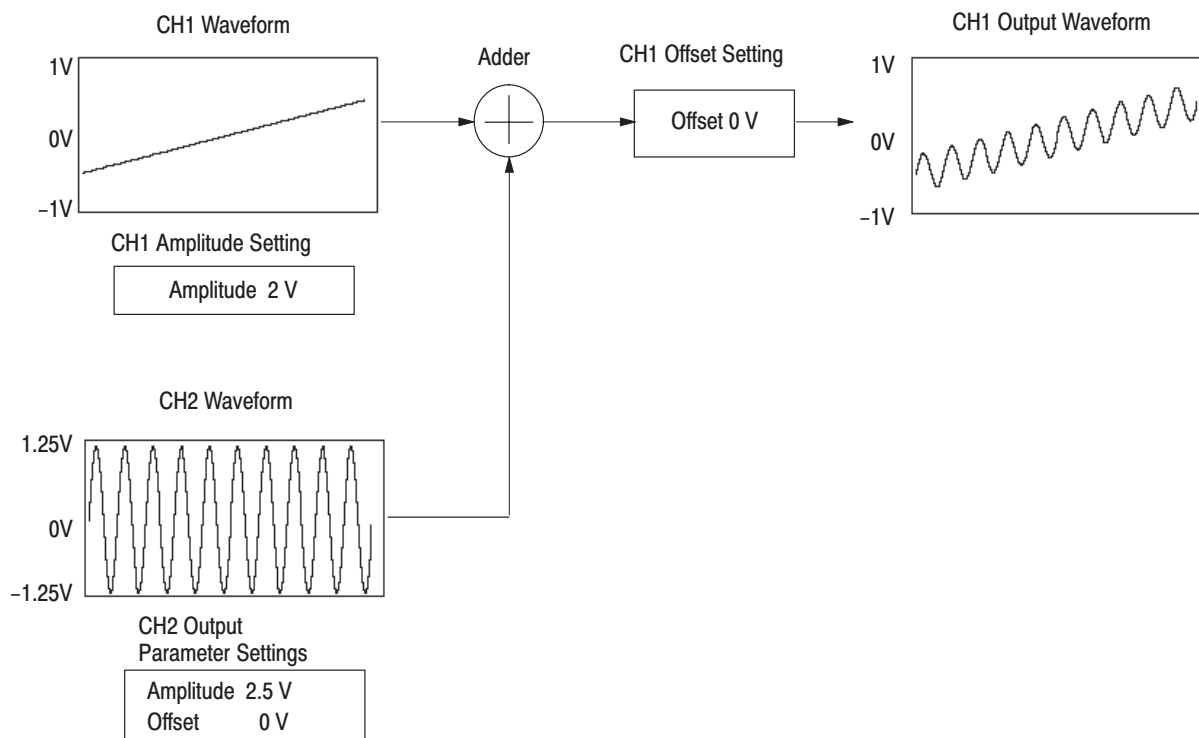 CH1 Waveform
1V
0V
–1V
CH1 Amplitude Setting
Amplitude 2 V
Adder
CH1 Offset Setting
Offset 0 V
CH1 Output Waveform
1V
0V
–1V
CH2 Waveform
1.25V
0V
–1.25V
CH2 Output
Parameter Settings
Amplitude 2.5 V
Offset 0 V